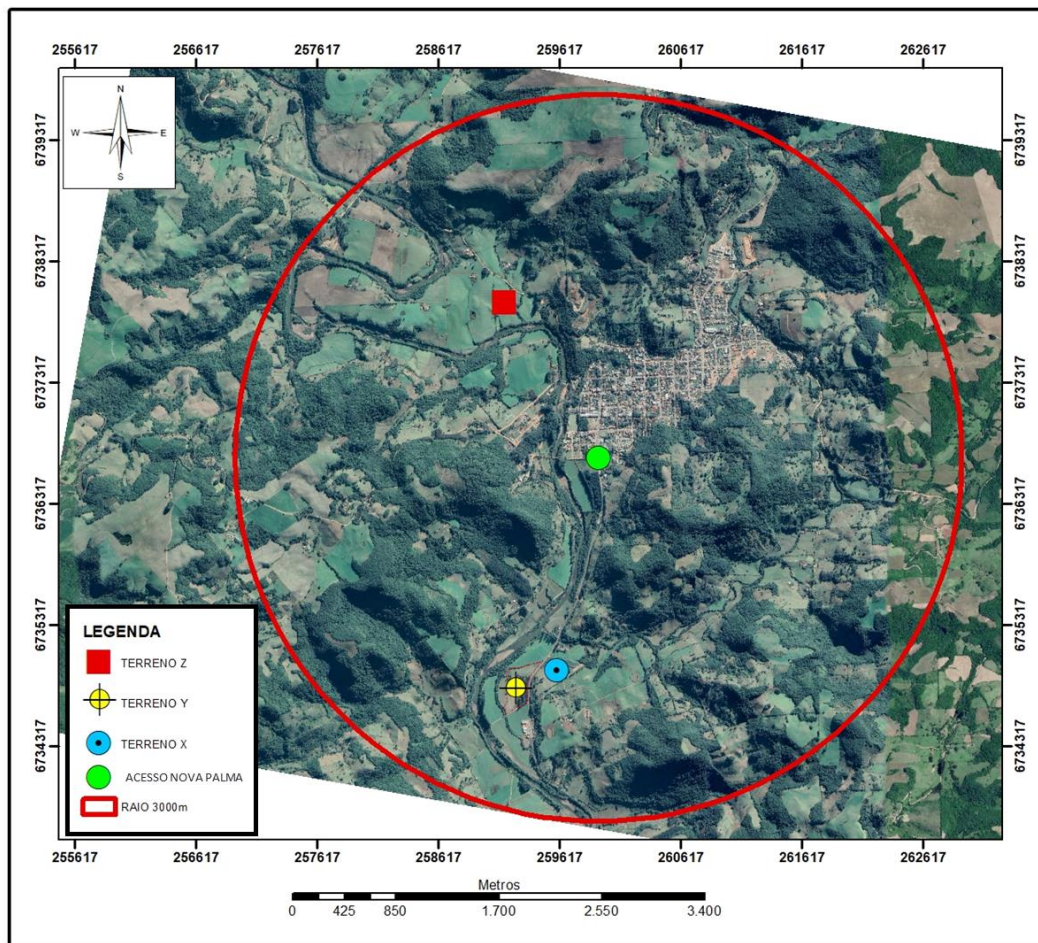 255617 256617 257617 258617 259617 260617 261617 262617
N
W E
S
6739317 6739317
6738317 6738317
6737317 6737317
6736317 6736317
6735317 6735317
6734317 6734317
LEGENDA
TERRENO Z
TERRENO Y
TERRENO X
ACESSO NOVA PALMA
RAIO 3000m
255617 256617 257617 258617 259617 260617 261617 262617
Metros
0 425 850 1.700 2.550 3.400